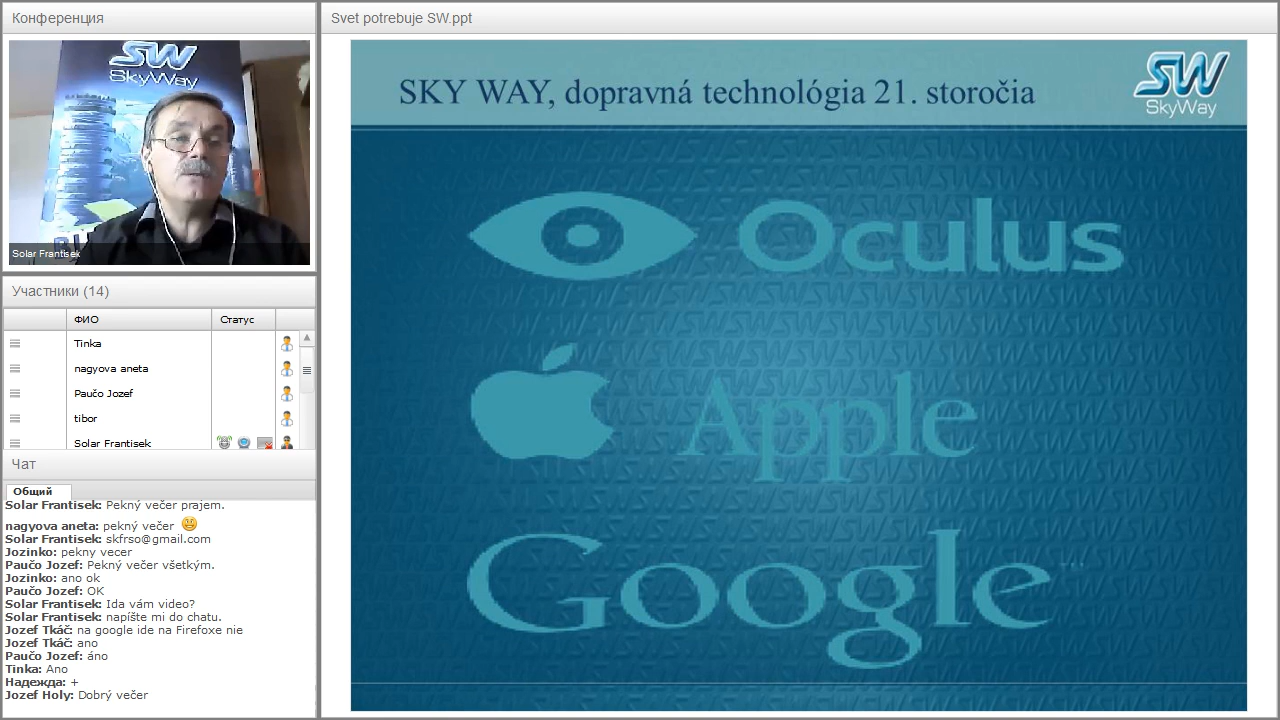 Конференция
SW
SkyWay
Solar Frantisek
Участники (14)
ФИО
Статус
Tinka
nagyova aneta
Paučo Jozef
tibor
Solar Frantisek
Чат
Общий
Solar Frantisek: Pekný večer prajem.
nagyova aneta: pekný večer
Solar Frantisek: skfrso@gmail.com
Jozinko: pekny vecer
Paučo Jozef: Pekný večer všetkým.
Jozinko: ano ok
Paučo Jozef: OK
Solar Frantisek: Ida vám video?
Solar Frantisek: napíšte mi do chatu.
Jozef Tkáč: na google ide na Firefoxe nie
Jozef Tkáč: ano
Paučo Jozef: áno
Tinka: Ano
Надежда: +
Jozef Holy: Dobrý večer
Svet potrebuje SW.ppt
SKY WAY, dopravná technológia 21. storočia
SW
SkyWay
Oculus
Apple
Google...